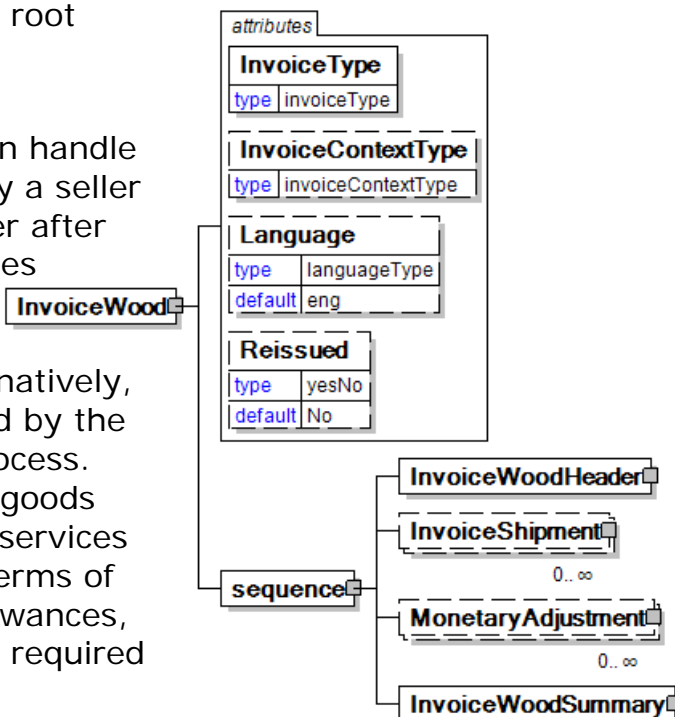 root
n handle
y a seller
er after
es
natively,
d by the
ocess.
goods
services
erms of
wances,
required
InvoiceWood
attributes
InvoiceType
type invoiceType
InvoiceContextType
type invoiceContextType
Language
type languageType
default eng
Reissued
type yesNo
default No
sequence
InvoiceWoodHeader
InvoiceShipment
0.. ∞
MonetaryAdjustment
0.. ∞
InvoiceWoodSummary